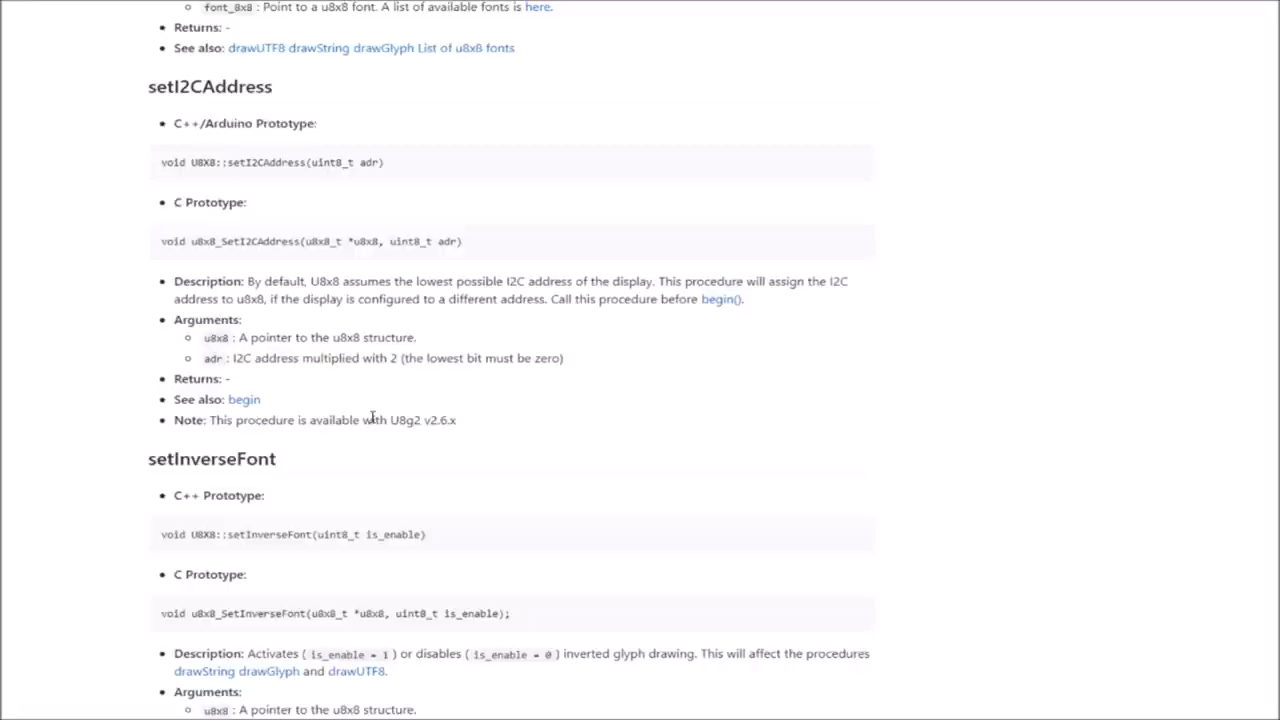 font_8x8 : Point to a u8x8 font. A list of available fonts is here.
Returns: -
See also: drawUTF8 drawString drawGlyph List of u8x8 fonts
setI2CAddress
C++/Arduino Prototype:
void U8X8::setI2CAddress(uint8_t adr)
C Prototype:
void u8x8_SetI2CAddress(u8x8_t *u8x8, uint8_t adr)
Description: By default, U8x8 assumes the lowest possible I2C address of the display. This procedure will assign the I2C
address to u8x8, if the display is configured to a different address. Call this procedure before begin().
Arguments:
u8x8 : A pointer to the u8x8 structure.
adr : I2C address multiplied with 2 (the lowest bit must be zero)
Returns: -
See also: begin
Note: This procedure is available with U8g2 v2.6.x
setInverseFont
C++ Prototype:
void U8X8::setInverseFont(uint8_t is_enable)
C Prototype:
void u8x8_SetInverseFont(u8x8_t *u8x8, uint8_t is_enable);
Description: Activates ( is_enable = 1 ) or disables ( is_enable = 0 ) inverted glyph drawing. This will affect the procedures
drawString drawGlyph and drawUTF8.
Arguments:
u8x8 : A pointer to the u8x8 structure.